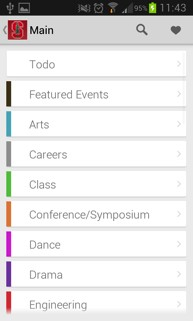 95% 11:43
Main
Todo
Featured Events
Arts
Careers
Class
Conference/Symposium
Dance
Drama
Engineering